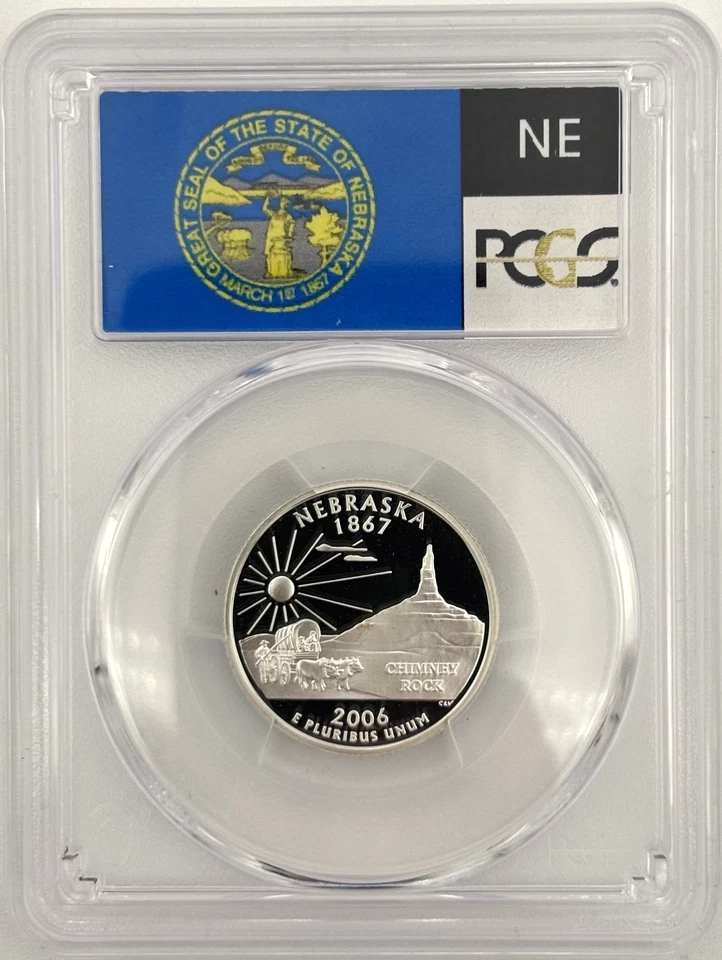 GREAT SEAL OF THE STATE OF NEBRASKA
MARCH 1ST 1867
NE
PCGS®
NEBRASKA
1867
CHIMNEY
ROCK
2006
E PLURIBUS UNUM